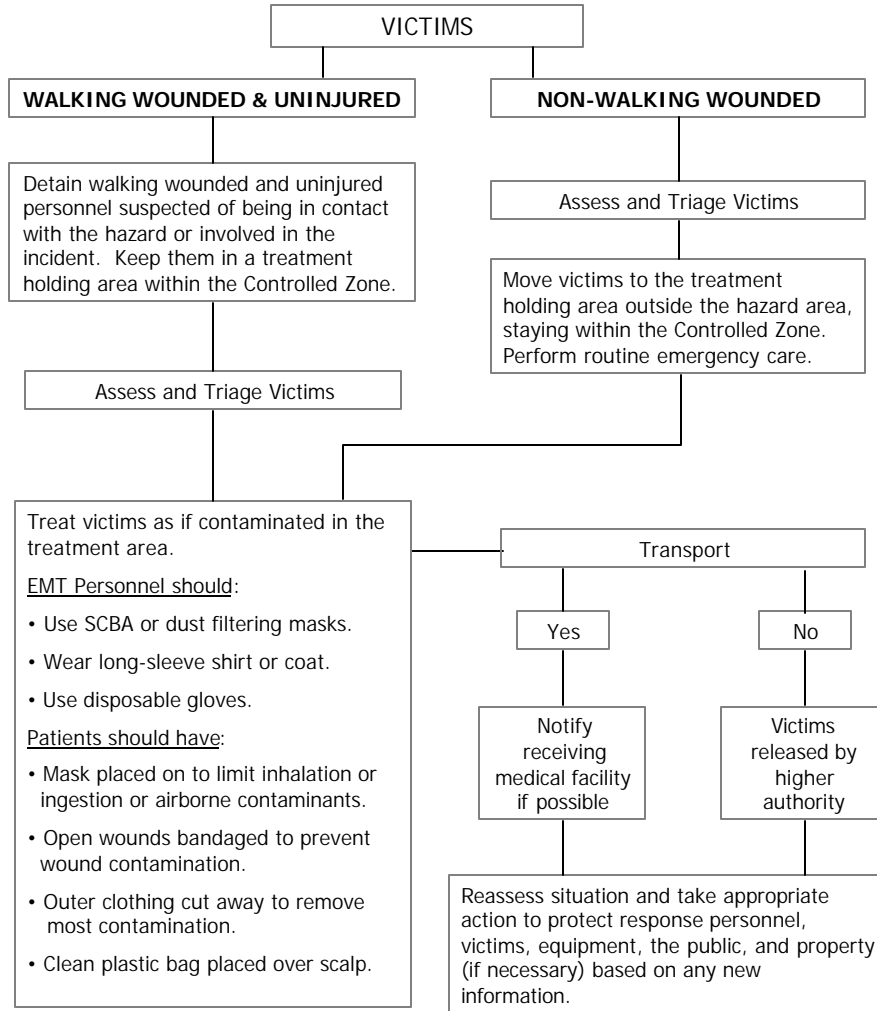 VICTIMS
WALKING WOUNDED & UNINJURED
NON-WALKING WOUNDED
Detain walking wounded and uninjured
personnel suspected of being in contact
with the hazard or involved in the
incident. Keep them in a treatment
holding area within the Controlled Zone.
Assess and Triage Victims
Move victims to the treatment
holding area outside the hazard area,
staying within the Controlled Zone.
Perform routine emergency care.
Assess and Triage Victims
Treat victims as if contaminated in the
treatment area.
EMT Personnel should:
• Use SCBA or dust filtering masks.
• Wear long-sleeve shirt or coat.
• Use disposable gloves.
Patients should have:
• Mask placed on to limit inhalation or
ingestion or airborne contaminants.
• Open wounds bandaged to prevent
wound contamination.
• Outer clothing cut away to remove
most contamination.
• Clean plastic bag placed over scalp.
Transport
Yes
No
Notify
receiving
medical facility
if possible
Victims
released by
higher
authority
Reassess situation and take appropriate
action to protect response personnel,
victims, equipment, the public, and property
(if necessary) based on any new
information.